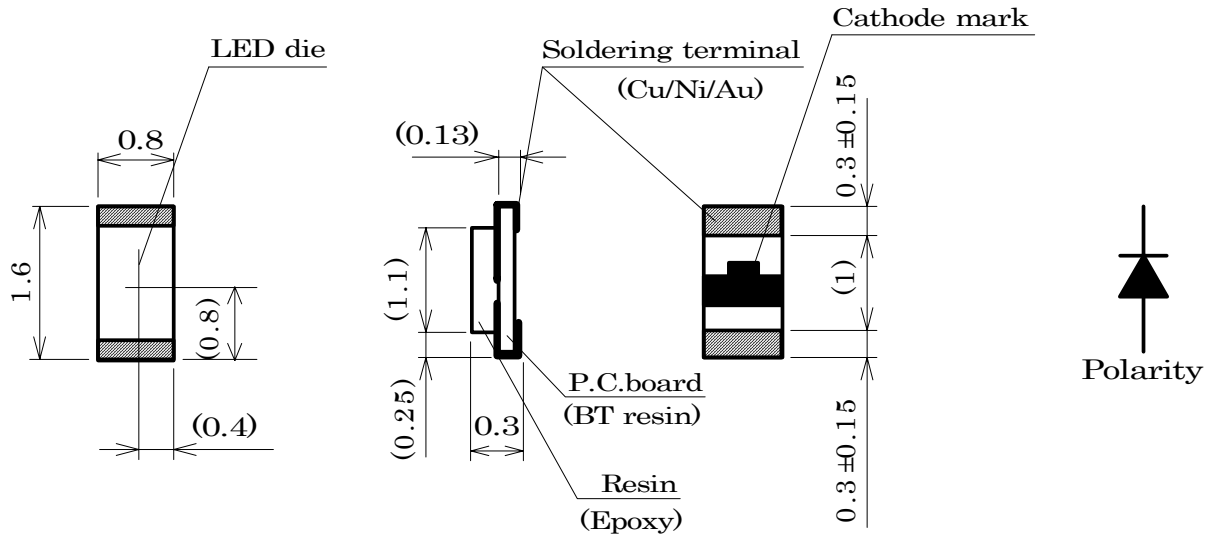 Cathode mark
LED die
Soldering terminal
(Cu/Ni/Au)
0.8
(0.13)
0.3±0.15
1.6
(0.8)
(1.1)
(1)
Polarity
P.C.board
(BT resin)
(0.4)
(0.25)
0.3
0.3±0.15
Resin
(Epoxy)